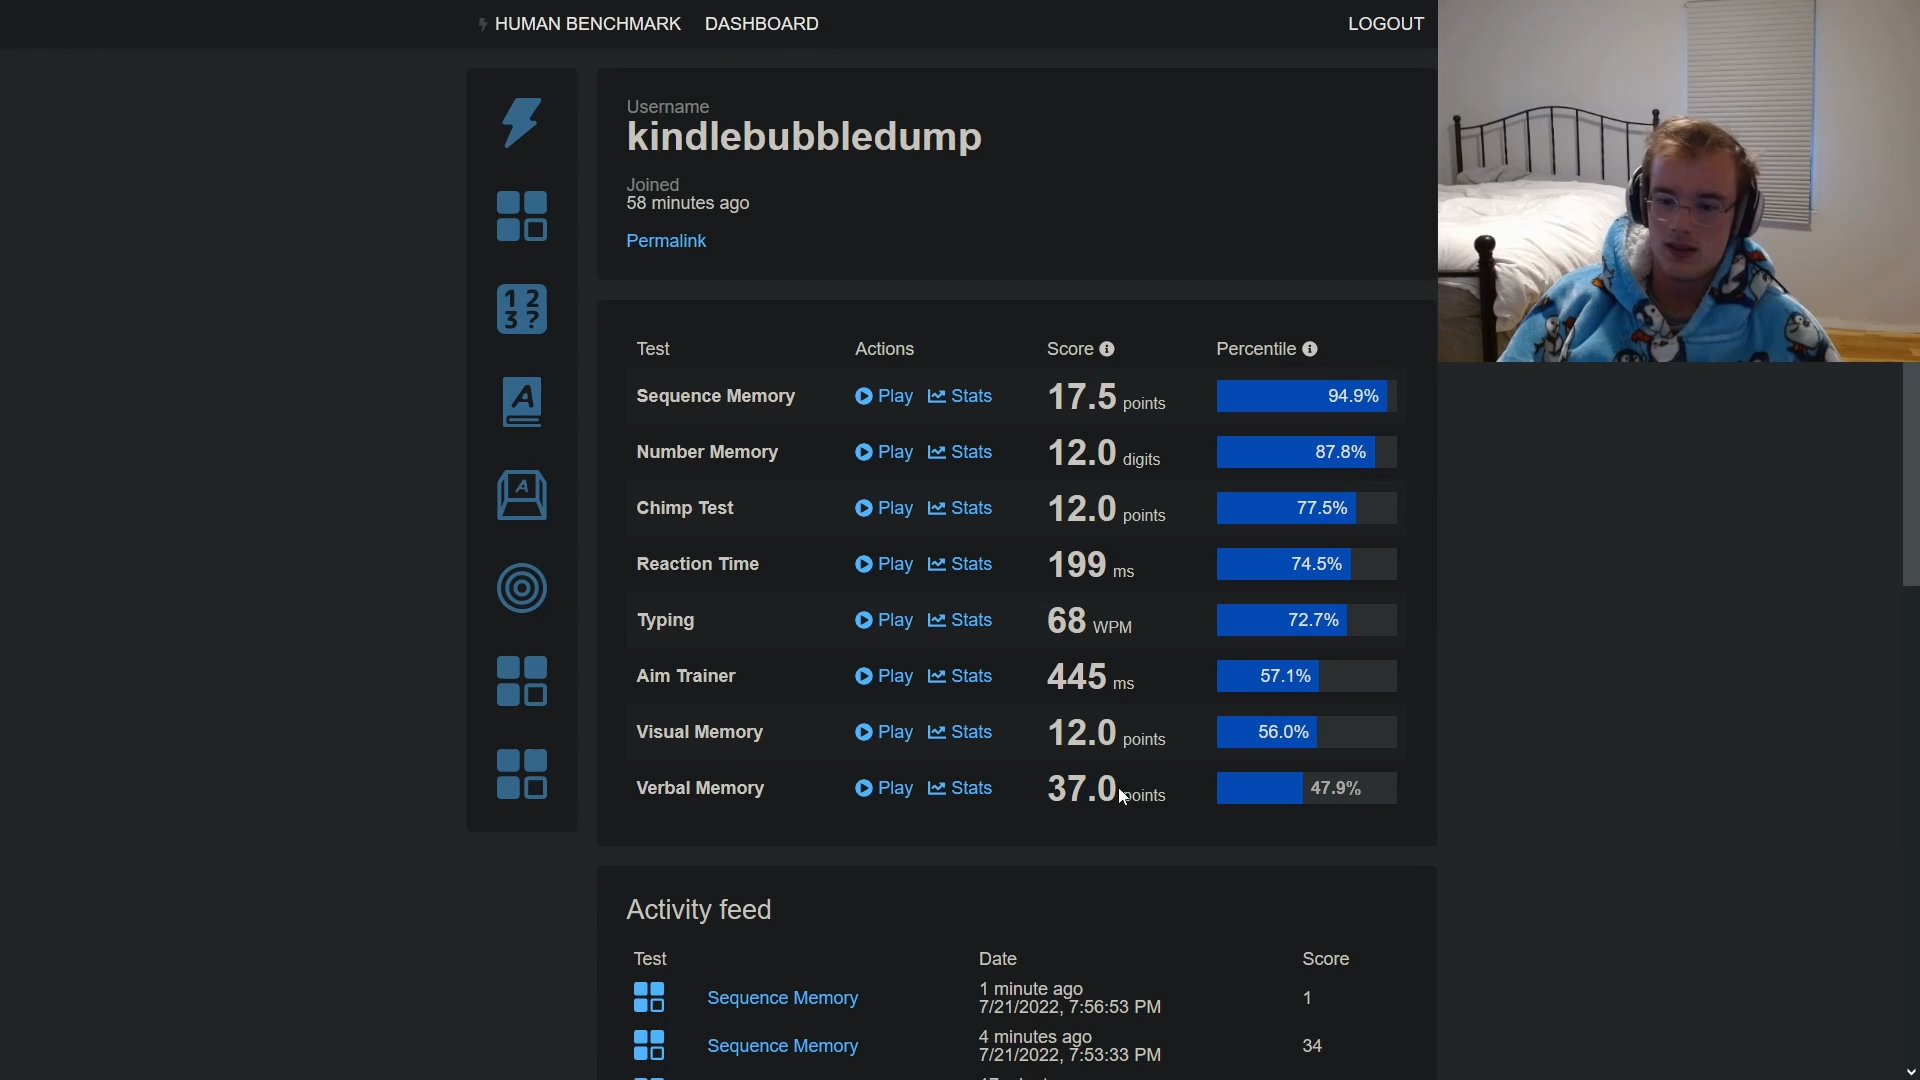 HUMAN BENCHMARK DASHBOARD LOGOUT
Username
kindlebubbledump
Joined
58 minutes ago
Permalink
Test Actions Score Percentile
Sequence Memory Play Stats 17.5 points 94.9%
Number Memory Play Stats 12.0 digits 87.8%
Chimp Test Play Stats 12.0 points 77.5%
Reaction Time Play Stats 199 ms 74.5%
Typing Play Stats 68 WPM 72.7%
Aim Trainer Play Stats 445 ms 57.1%
Visual Memory Play Stats 12.0 points 56.0%
Verbal Memory Play Stats 37.0 points 47.9%
1 2
3 ?
A
A
Activity feed
Test Date Score
Sequence Memory 1 minute ago 1
7/21/2022, 7:56:53 PM
Sequence Memory 4 minutes ago 34
7/21/2022, 7:53:33 PM